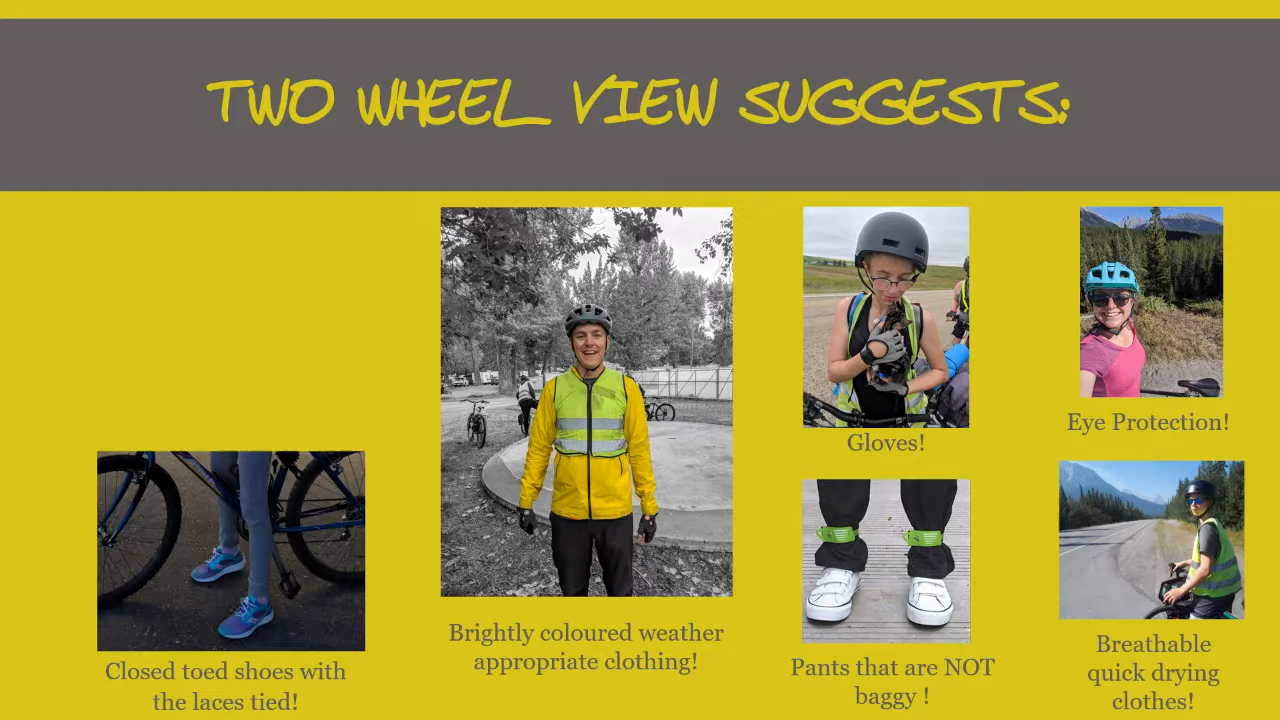 TWO WHEEL VIEW SUGGESTS:
Closed toed shoes with
the laces tied!
Brightly coloured weather
appropriate clothing!
Gloves!
Pants that are NOT
baggy !
Eye Protection!
Breathable
quick drying
clothes!